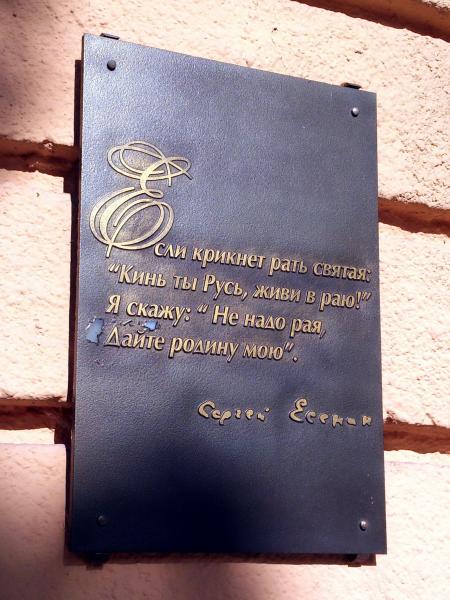 Если крикнет рать святая:
“Кинь ты Русь, живи в раю!”
Я скажу: “ Не надо рая,
Дайте родину мою”.
Сергей Есенин